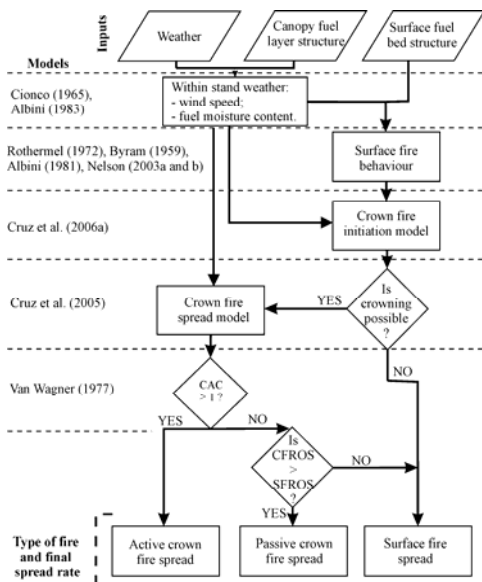 Inputs
Weather
Canopy fuel
layer structure
Surface fuel
bed structure
Models
Cionco (1965),
Albini (1983)
Within stand weather:
- wind speed;
- fuel moisture content.
Rothermel (1972), Byram (1959),
Albini (1981), Nelson (2003a and b)
Surface fire
behaviour
Cruz et al. (2006a)
Crown fire
initiation model
Cruz et al. (2005)
Crown fire
spread model
YES
Is
crowning
possible
?
Van Wagner (1977)
CAC
> 1 ?
NO
YES
NO
Is
CFROS
>
SFROS
?
NO
YES
Type of fire
and final
spread rate
Active crown
fire spread
Passive crown
fire spread
Surface fire
spread